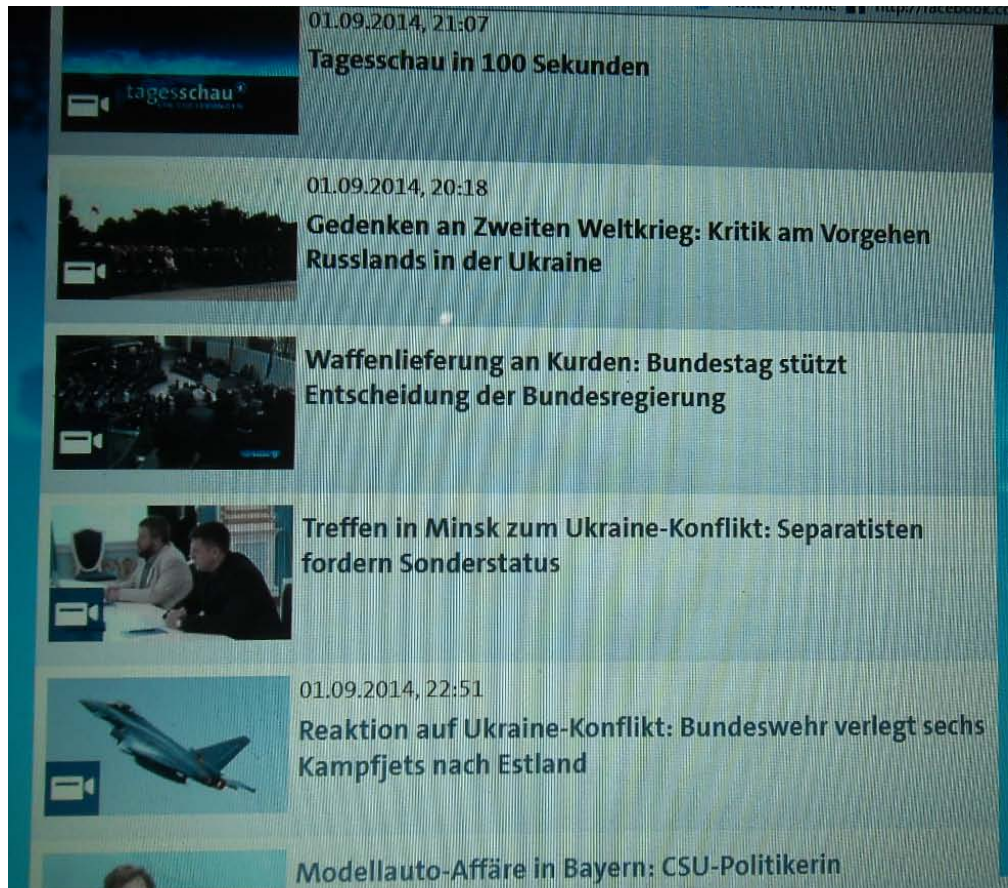 http://facebook.co
01.09.2014, 21:07
Tagesschau in 100 Sekunden
tagesschau
01.09.2014, 20:18
Gedenken an Zweiten Weltkrieg: Kritik am Vorgehen
Russlands in der Ukraine
Waffenlieferung an Kurden: Bundestag stützt
Entscheidung der Bundesregierung
Treffen in Minsk zum Ukraine-Konflikt: Separatisten
fordern Sonderstatus
01.09.2014, 22:51
Reaktion auf Ukraine-Konflikt: Bundeswehr verlegt sechs
Kampfjets nach Estland
Modellauto-Affäre in Bayern: CSU-Politikerin